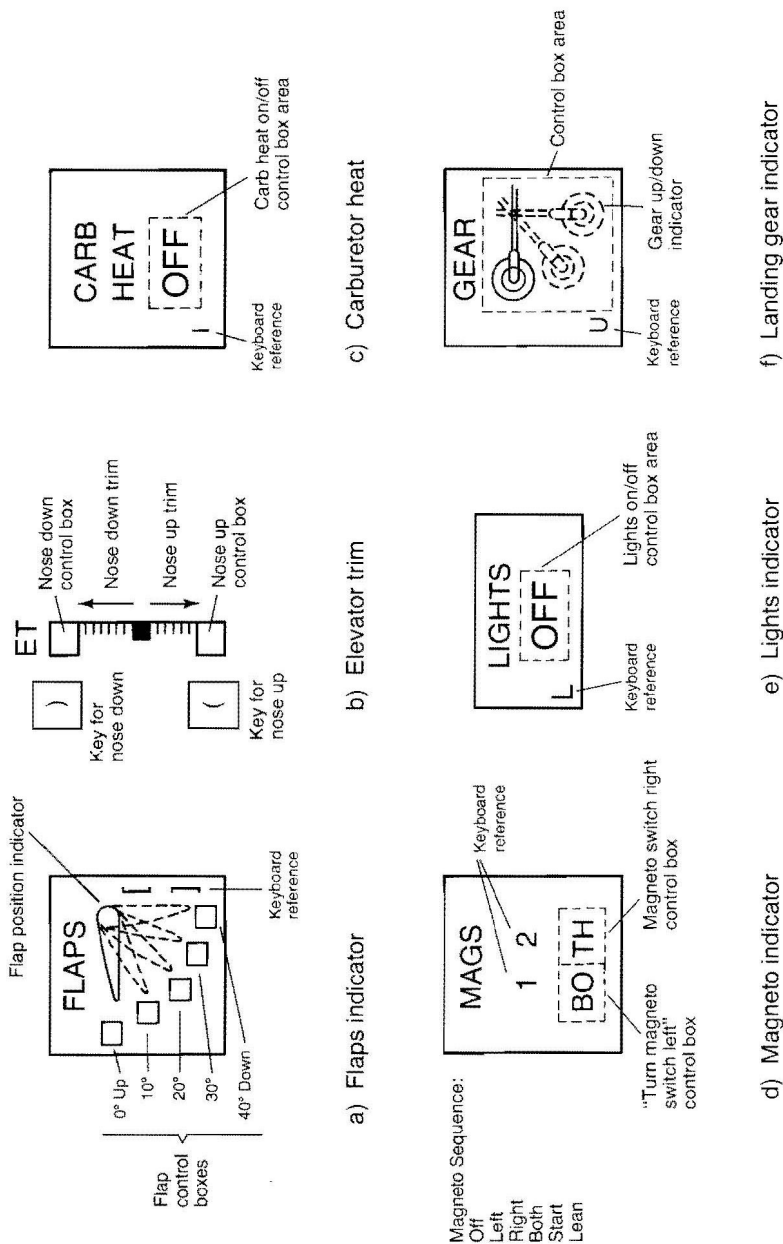 FLAPS
Flap position indicator
0° Up
10°
20°
30°
40° Down
Flap
control
boxes
[
]
Keyboard
reference
a) Flaps indicator
ET
)
Key for
nose down
(
Key for
nose up
Nose down
control box
Nose down trim
Nose up trim
Nose up
control box
b) Elevator trim
CARB
HEAT
OFF
I
Keyboard
reference
Carb heat on/off
control box area
c) Carburetor heat
Magneto Sequence:
Off
Left
Right
Both
Start
Lean
MAGS
1 2
BOTH
Keyboard
reference
"Turn magneto
switch left"
control box
Magneto switch right
control box
d) Magneto indicator
LIGHTS
OFF
L
Keyboard
reference
Lights on/off
control box area
e) Lights indicator
GEAR
U
Keyboard
reference
Gear up/down
indicator
Control box area
f) Landing gear indicator